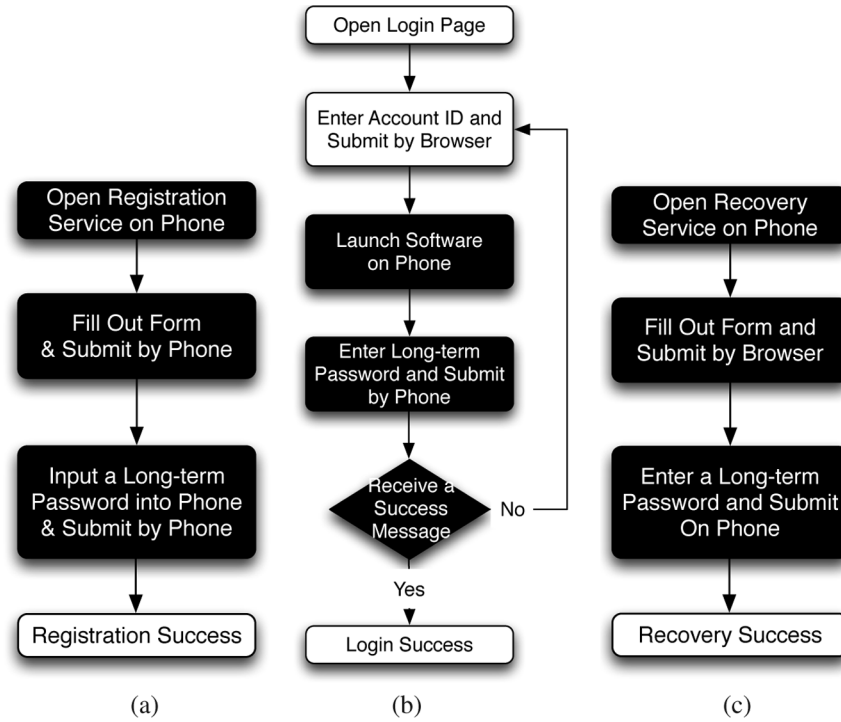 Open Registration
Service on Phone
Fill Out Form
& Submit by Phone
Input a Long-term
Password into Phone
& Submit by Phone
Registration Success
(a)
Open Login Page
Enter Account ID and
Submit by Browser
Launch Software
on Phone
Enter Long-term
Password and Submit
by Phone
Receive a
Success
Message
No
Yes
Login Success
(b)
Open Recovery
Service on Phone
Fill Out Form and
Submit by Browser
Enter a Long-term
Password and Submit
On Phone
Recovery Success
(c)